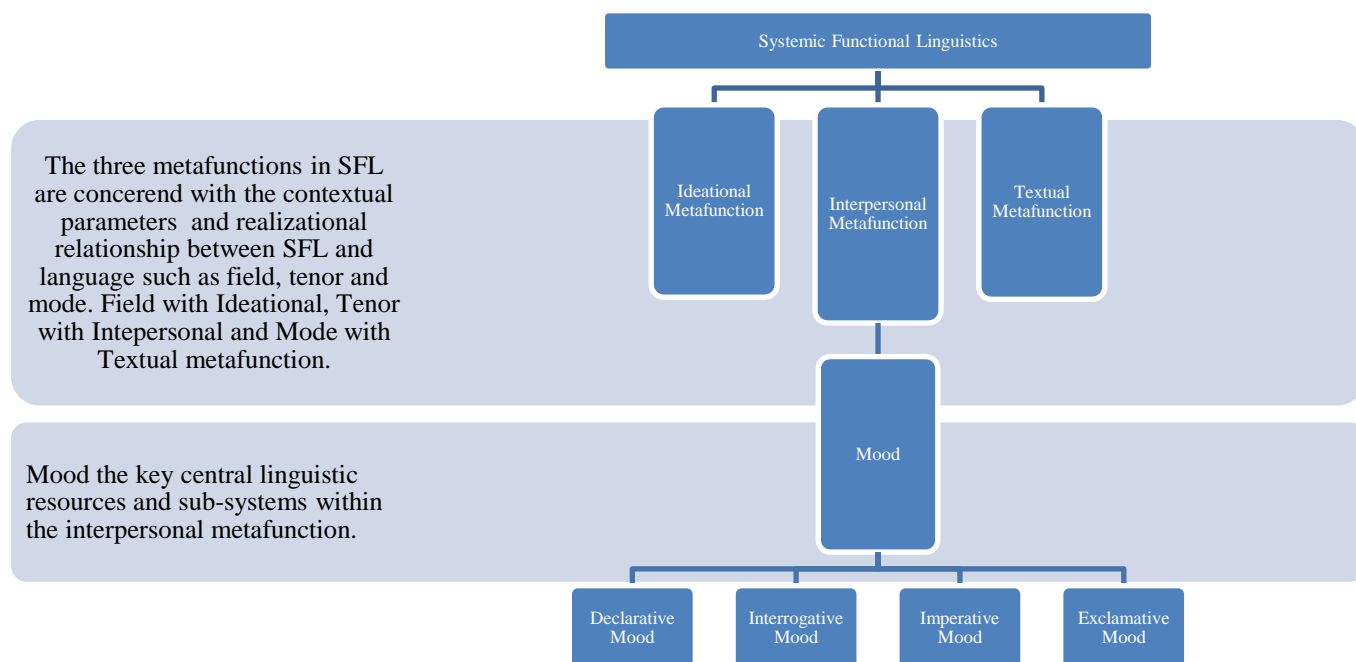 Systemic Functional Linguistics
The three metafunctions in SFL
are concerend with the contextual
parameters and realizational
relationship between SFL and
language such as field, tenor and
mode. Field with Ideational, Tenor
with Intepersonal and Mode with
Textual metafunction.
Ideational
Metafunction
Interpersonal
Metafunction
Textual
Metafunction
Mood the key central linguistic
resources and sub-systems within
the interpersonal metafunction.
Mood
Declarative
Mood
Interrogative
Mood
Imperative
Mood
Exclamative
Mood